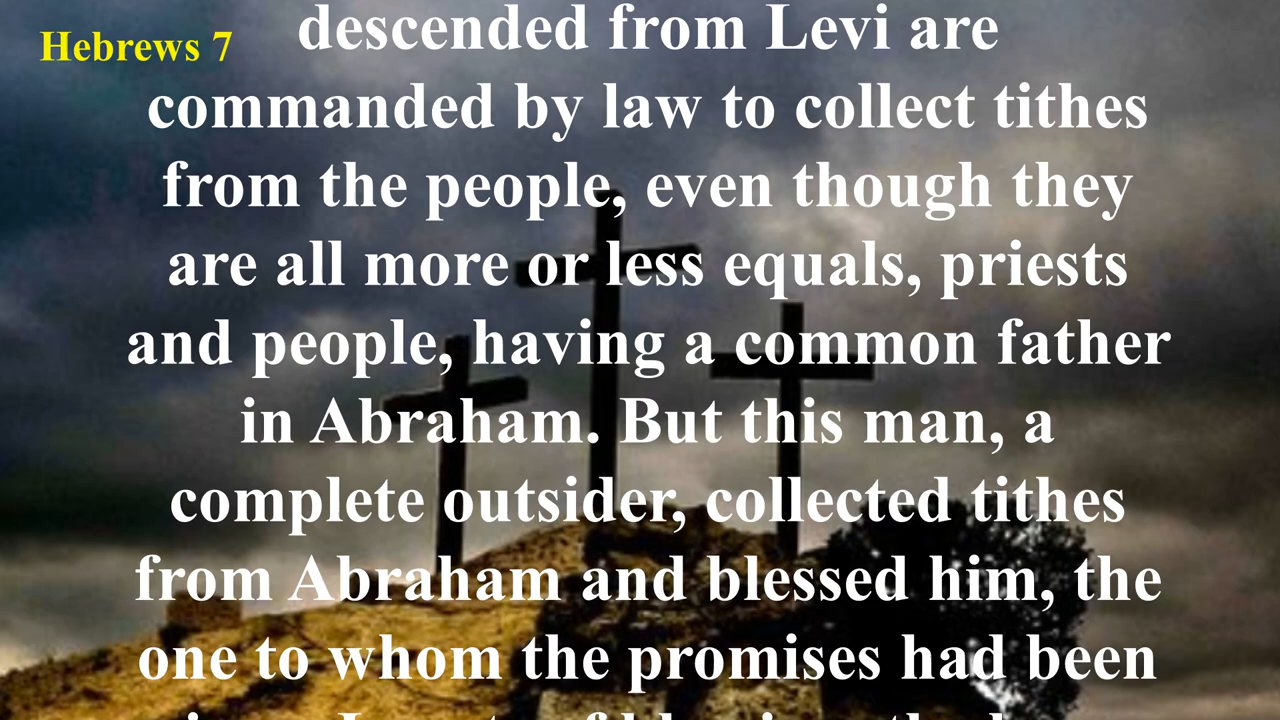 Hebrews 7
descended from Levi are
commanded by law to collect tithes
from the people, even though they
are all more or less equals, priests
and people, having a common father
in Abraham. But this man, a
complete outsider, collected tithes
from Abraham and blessed him, the
one to whom the promises had been